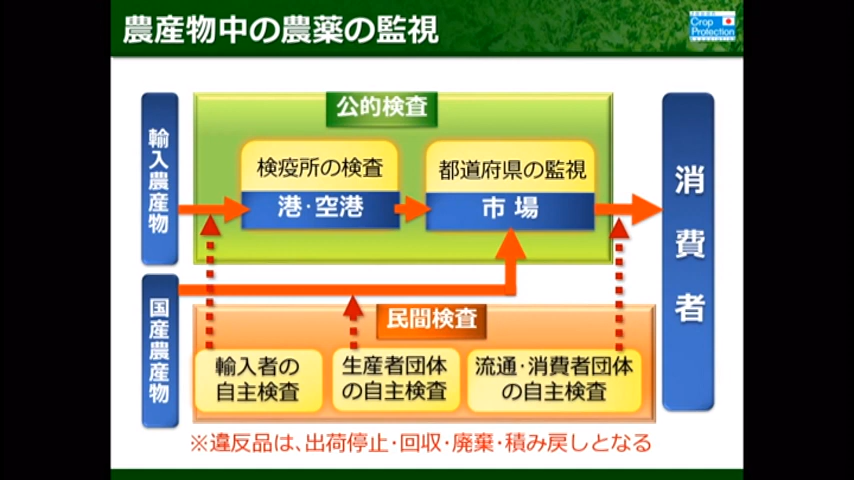 農産物中の農薬の監視
Japan
Crop
Protection
Association
公的検査
輸入農産物
検疫所の検査
港・空港
都道府県の監視
市場
消費者
国産農産物
民間検査
輸入者の
自主検査
生産者団体
の自主検査
流通・消費者団体
の自主検査
※違反品は、出荷停止・回収・廃棄・積み戻しとなる